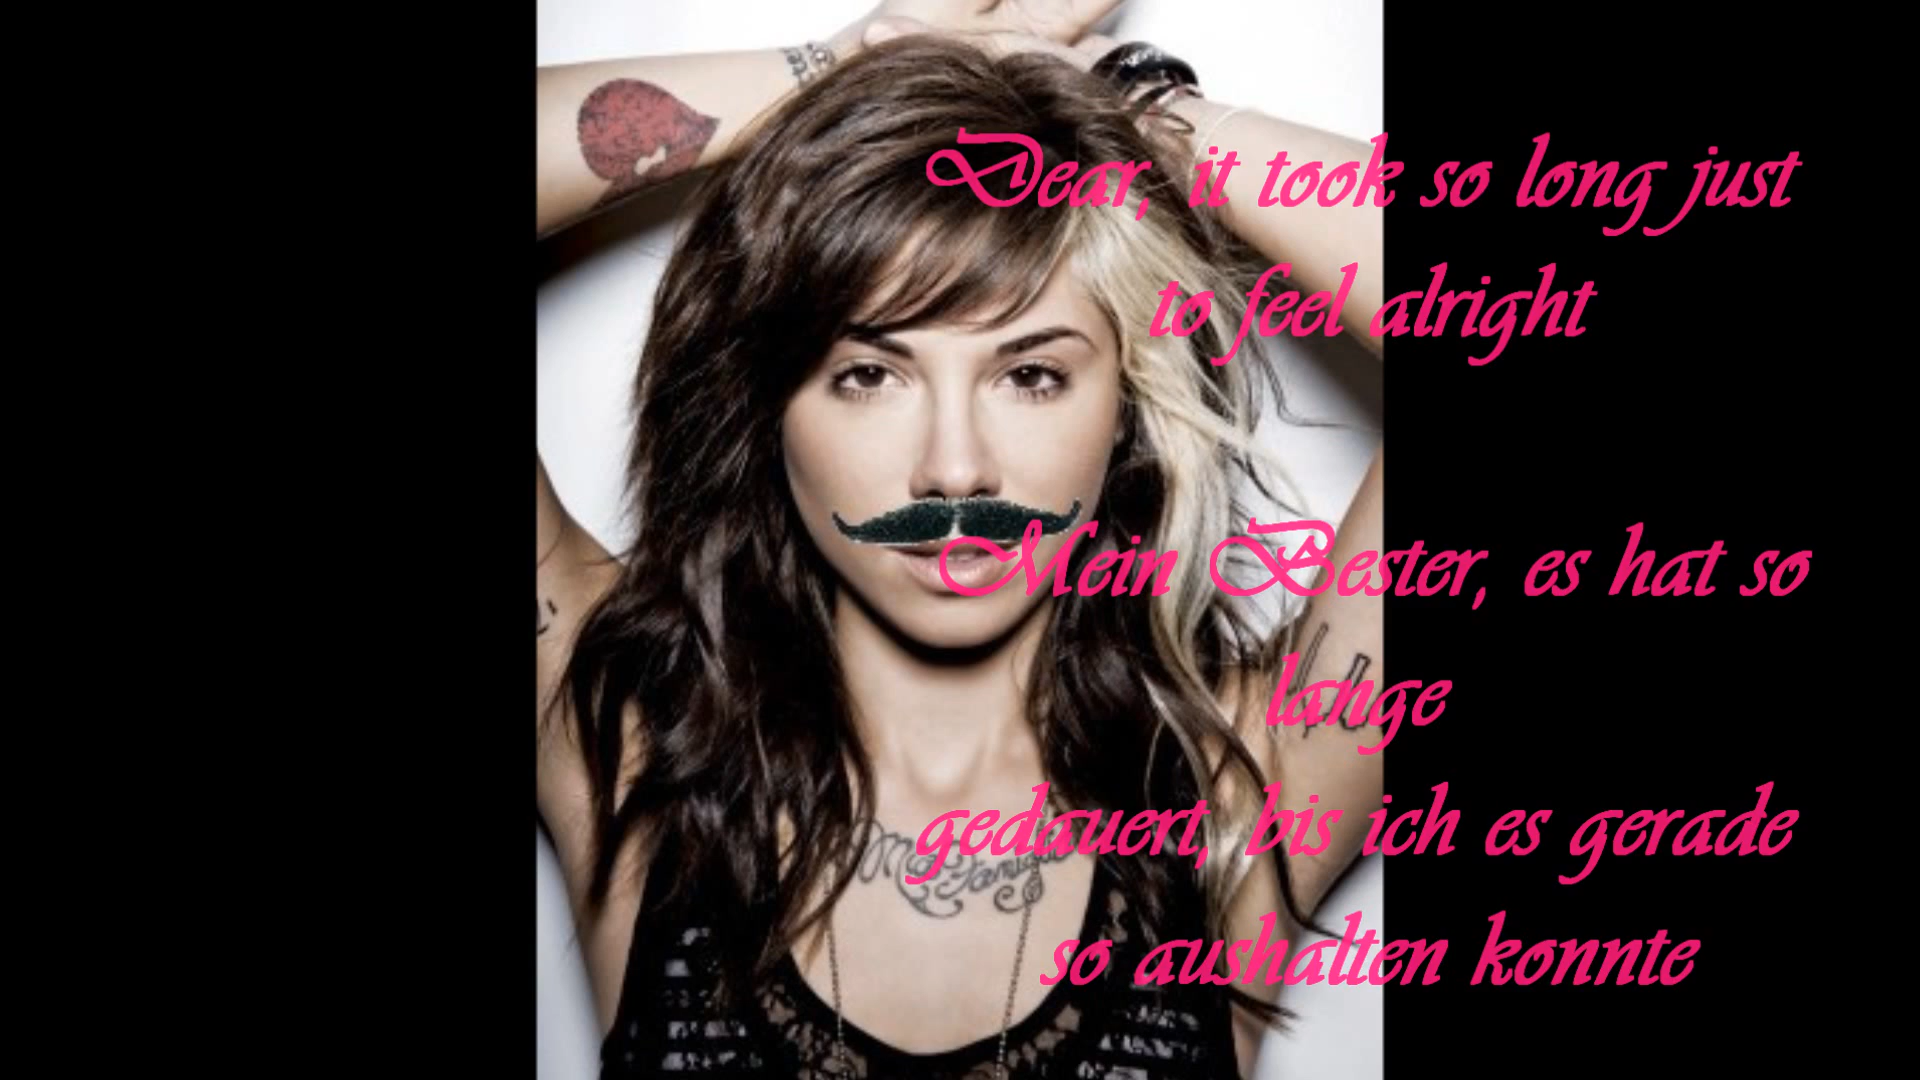 Dear, it took so long just
to feel alright
Mein Bester, es hat so
lange
gedauert, bis ich es gerade
so aushalten konnte